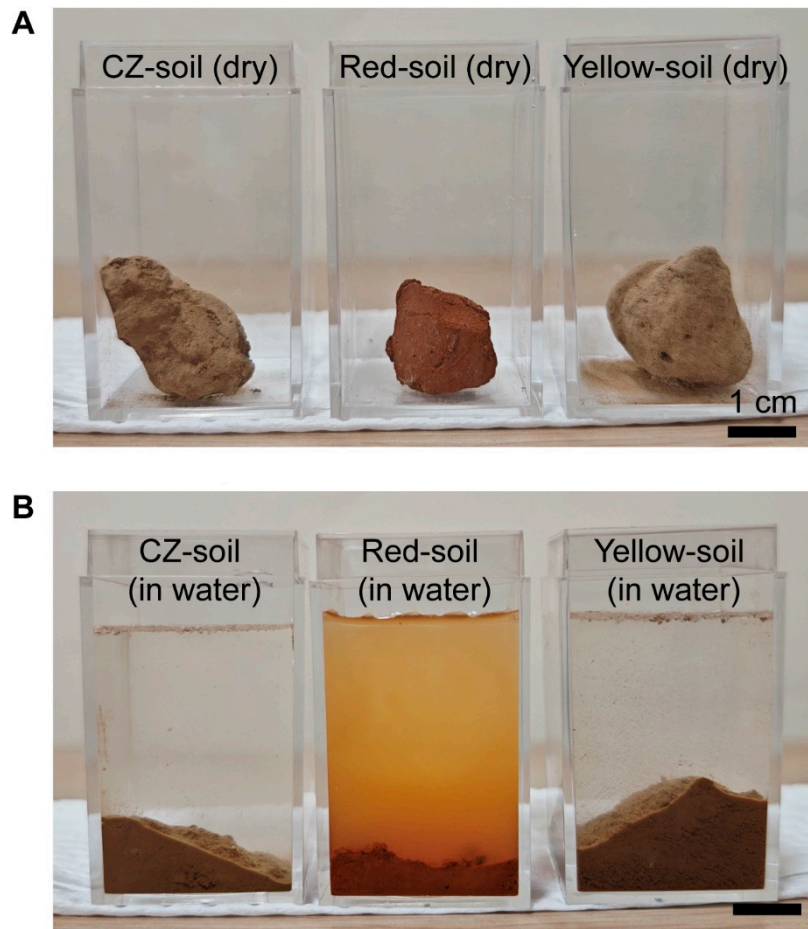 A
CZ-soil (dry)
Red-soil (dry)
Yellow-soil (dry)
1 cm
B
CZ-soil
(in water)
Red-soil
(in water)
Yellow-soil
(in water)